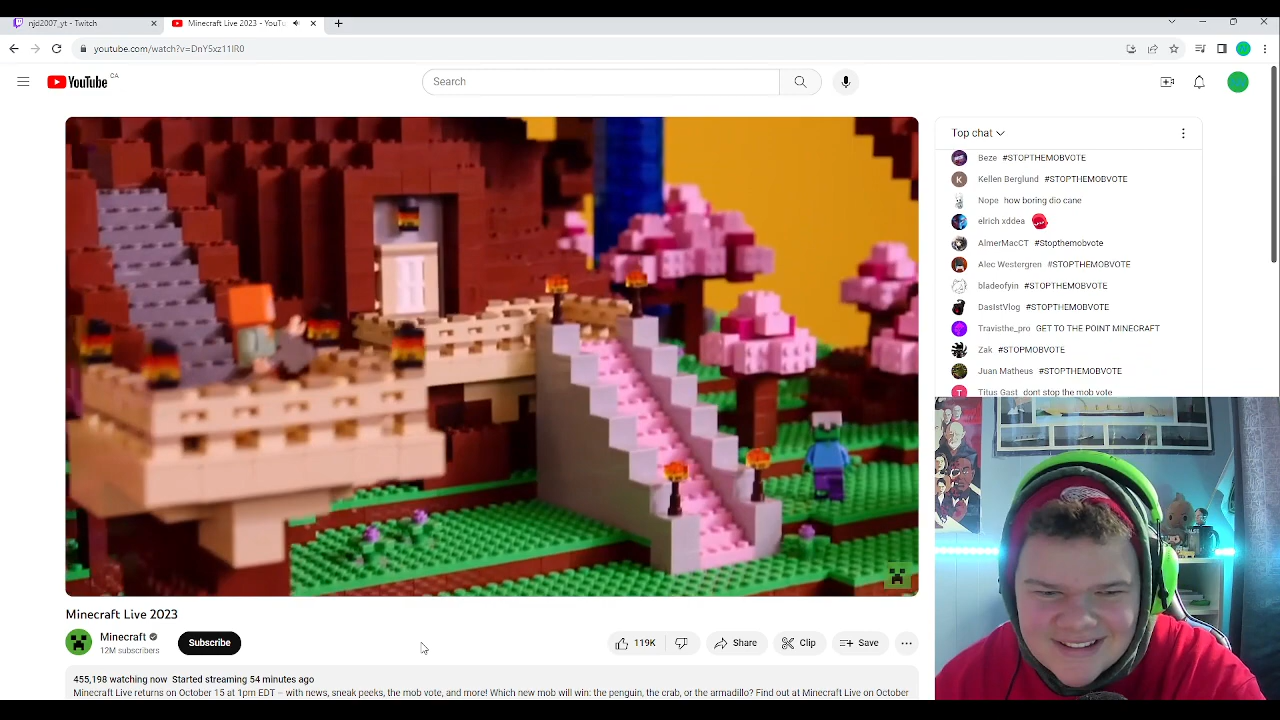 njd2007_yt - Twitch
Minecraft Live 2023 - YouTu
youtube.com/watch?v=DnY5xz11IR0
YouTube CA
Search
Top chat
Beze #STOPTHEMOBVOTE
Kellen Berglund #STOPTHEMOBVOTE
Nope how boring dio cane
elrich xddea
AlmerMacCT #Stopthemobvote
Alec Westergren #STOPTHEMOBVOTE
bladeofyin #STOPTHEMOBVOTE
DasIstVlog #STOPTHEMOBVOTE
Travisthe_pro GET TO THE POINT MINECRAFT
Zak #STOPMOBVOTE
Juan Matheus #STOPTHEMOBVOTE
Titus Gast dont stop the mob vote
Minecraft Live 2023
Minecraft
12M subscribers
Subscribe
119K
Share
Clip
Save
455,198 watching now Started streaming 54 minutes ago
Minecraft Live returns on October 15 at 1pm EDT – with news, sneak peeks, the mob vote, and more! Which new mob will win: the penguin, the crab, or the armadillo? Find out at Minecraft Live on October